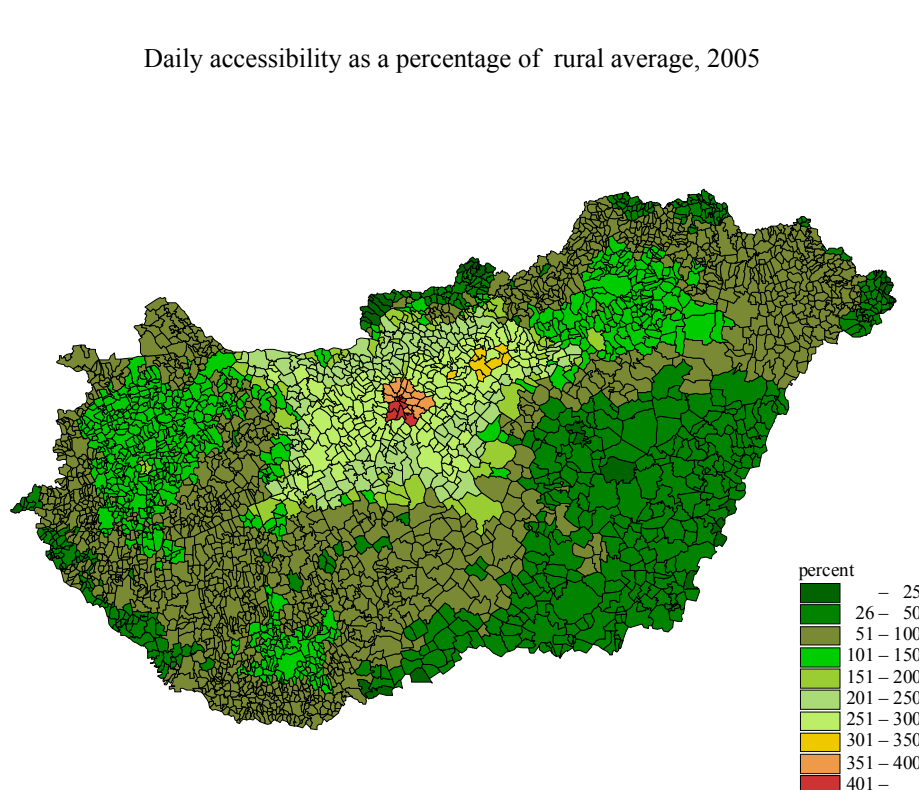 Daily accessibility as a percentage of rural average, 2005
percent
– 25
26 – 50
51 – 100
101 – 150
151 – 200
201 – 250
251 – 300
301 – 350
351 – 400
401 –